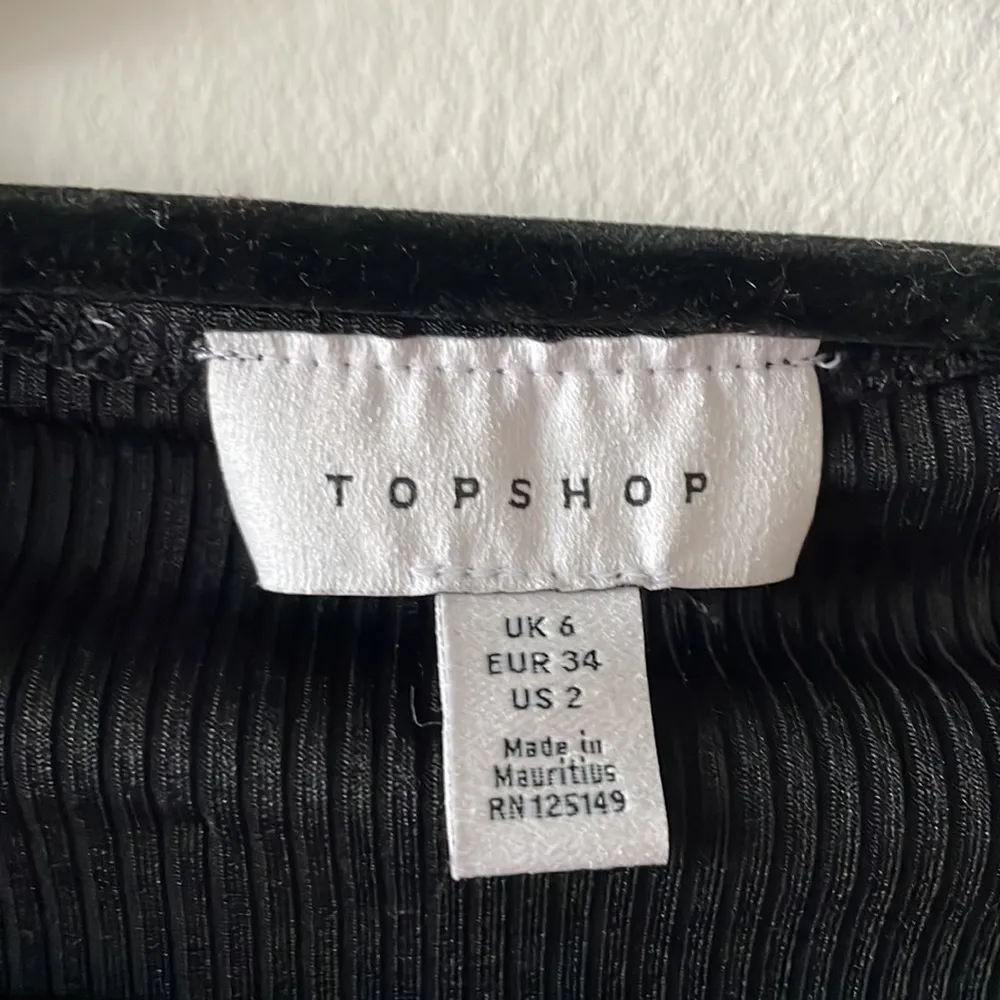 TOPSHOP
UK 6
EUR 34
US 2
Made in
Mauritius
RN 125149